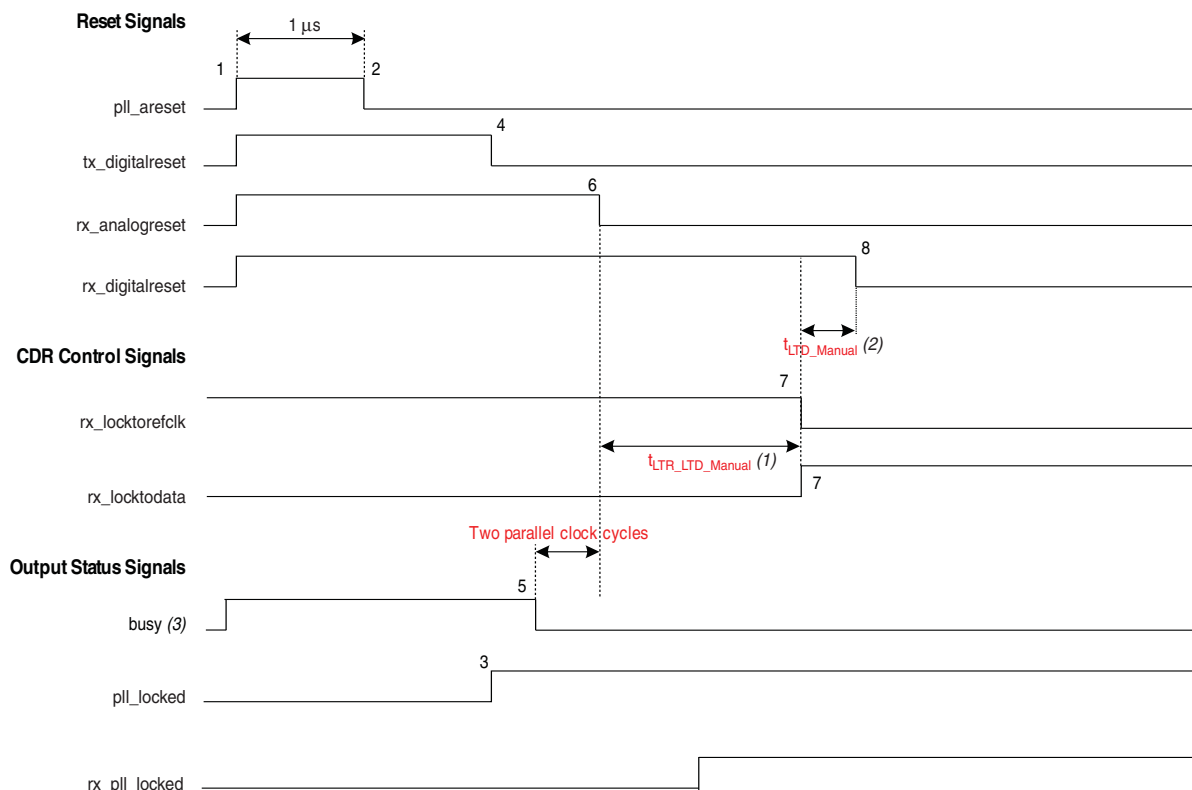 Reset Signals
1 μs
1
2
pll_areset
4
tx_digitalreset
6
rx_analogreset
8
rx_digitalreset
tLTD_Manual (2)
CDR Control Signals
7
rx_locktorefclk
tLTR_LTD_Manual (1)
7
rx_locktodata
Two parallel clock cycles
Output Status Signals
5
busy (3)
3
pll_locked
rx_pll_locked